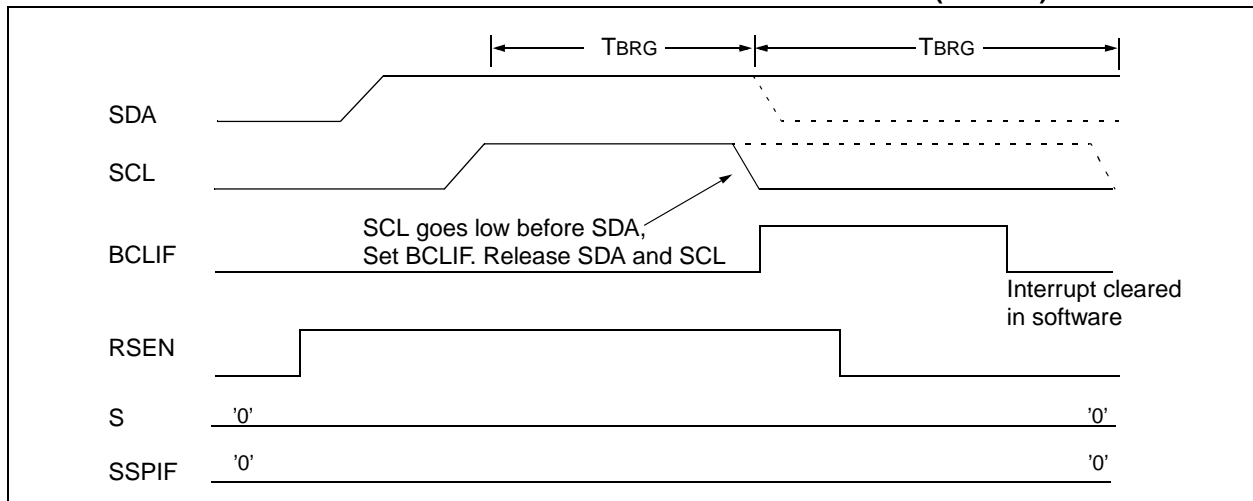 TBRG TBRG
SDA
SCL
SCL goes low before SDA,
Set BCLIF. Release SDA and SCL
BCLIF
Interrupt cleared
in software
RSEN
S '0' '0'
SSPIF '0' '0'